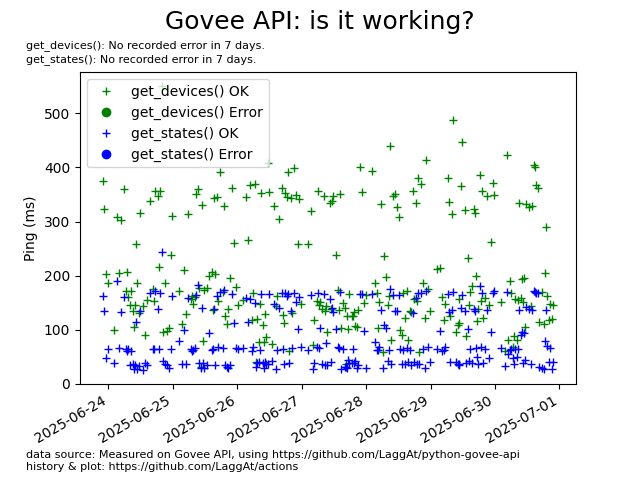 Govee API: is it working?
get_devices(): No recorded error in 7 days.
get_states(): No recorded error in 7 days.
get_devices() OK
get_devices() Error
get_states() OK
get_states() Error
Ping (ms)
500
400
300
200
100
0
2025-06-24
2025-06-25
2025-06-26
2025-06-27
2025-06-28
2025-06-29
2025-06-30
2025-07-01
data source: Measured on Govee API, using https://github.com/LaggAt/python-govee-api
history & plot: https://github.com/LaggAt/actions